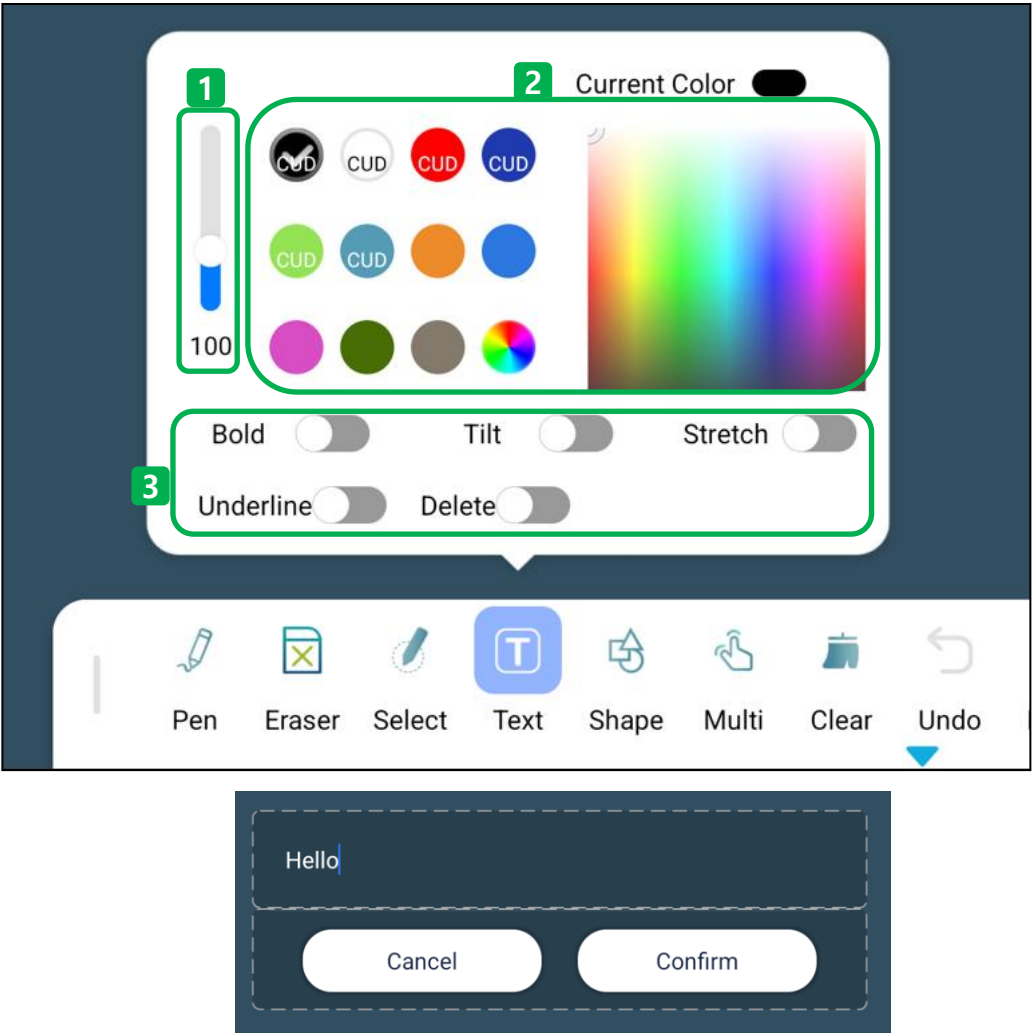 1
2
Current Color
CUD CUD CUD CUD
CUD CUD
100
3
Bold Tilt Stretch
Underline Delete
T
Pen Eraser Select Text Shape Multi Clear Undo
Hello
Cancel Confirm